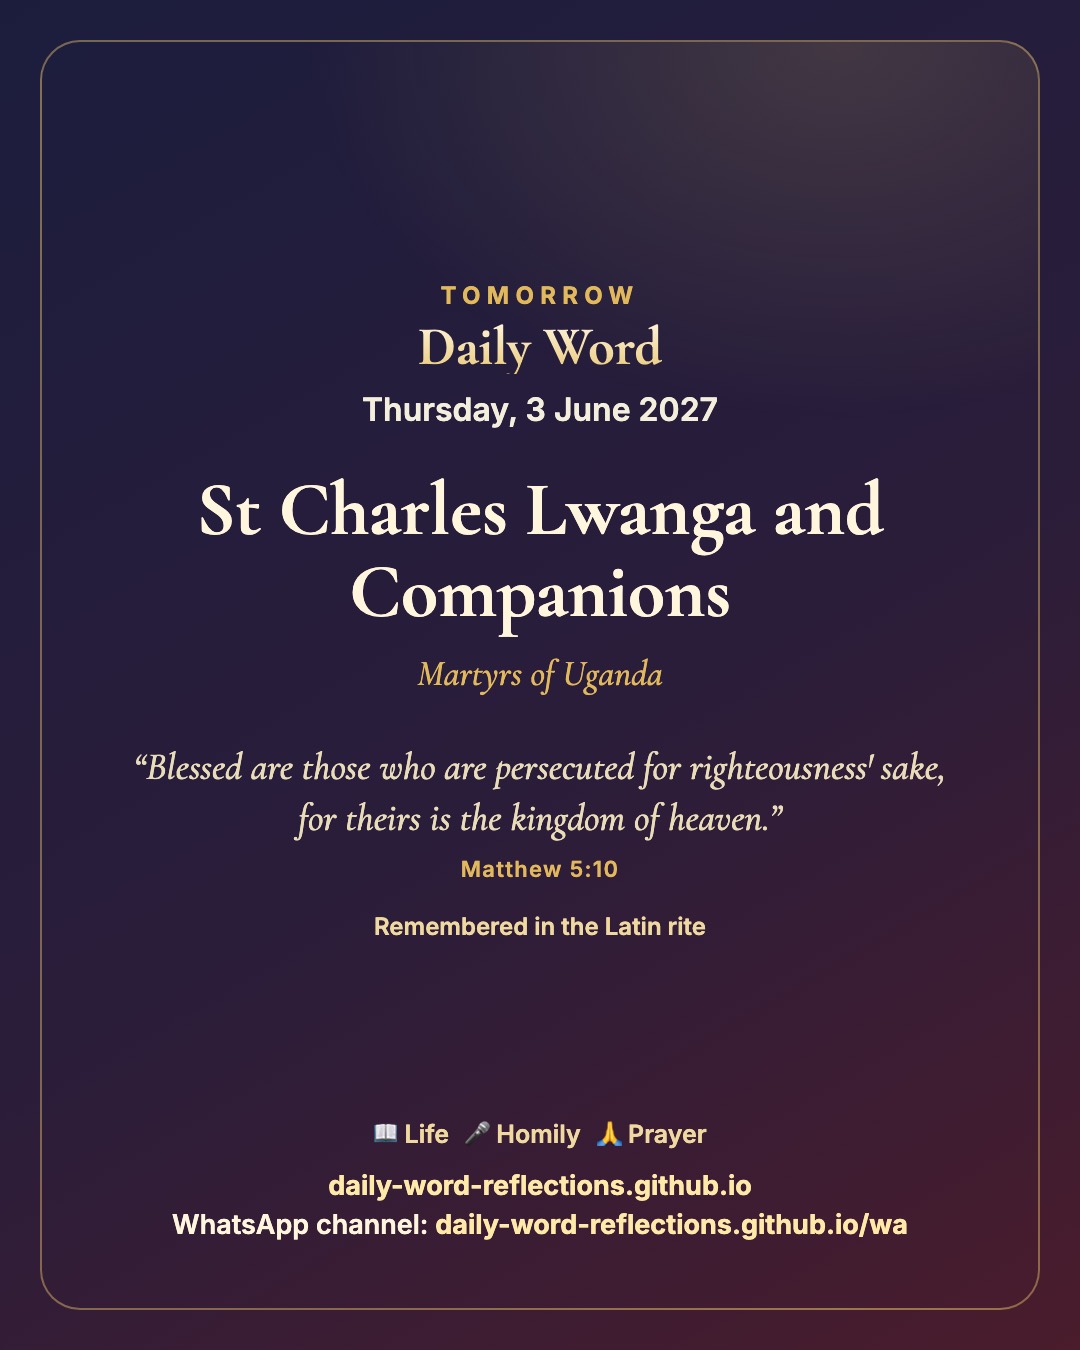 TOMORROW
Daily Word
Thursday, 3 June 2027
St Charles Lwanga and
Companions
Martyrs of Uganda
“Blessed are those who are persecuted for righteousness' sake,
for theirs is the kingdom of heaven.”
Matthew 5:10
Remembered in the Latin rite
📖 Life 🎤 Homily 🙏 Prayer
daily-word-reflections.github.io
WhatsApp channel: daily-word-reflections.github.io/wa